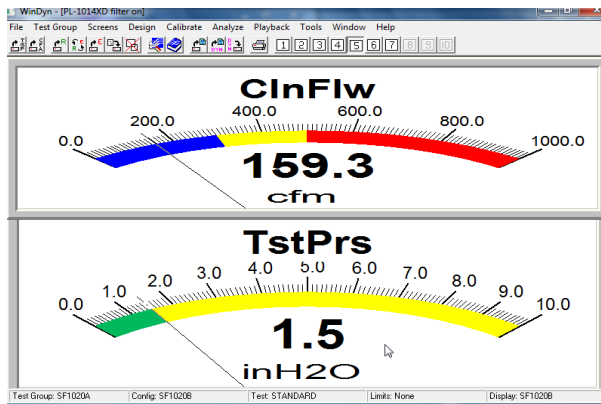 WinDyn - [PL-1014XD filter on]
File Test Group Screens Design Calibrate Analyze Playback Tools Window Help
1 2 3 4 5 6 7 8 9 10
ClnFlw
0.0 200.0 400.0 600.0 800.0 1000.0
159.3
cfm
TstPrs
0.0 1.0 2.0 3.0 4.0 5.0 6.0 7.0 8.0 9.0 10.0
1.5
inH2O
Test Group: SF1020A Config: SF1020B Test: STANDARD Limits: None Display: SF1020B